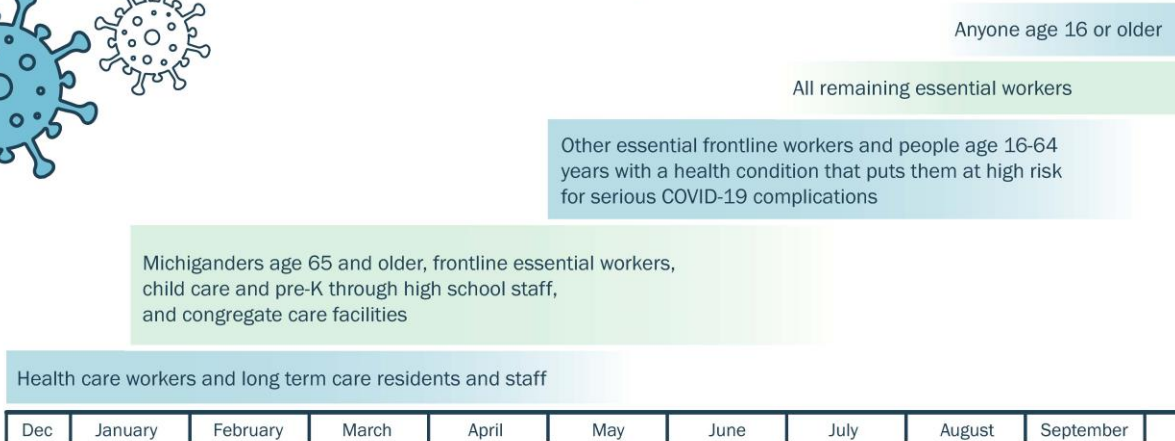 Anyone age 16 or older
All remaining essential workers
Other essential frontline workers and people age 16-64
years with a health condition that puts them at high risk
for serious COVID-19 complications
Michiganders age 65 and older, frontline essential workers,
child care and pre-K through high school staff,
and congregate care facilities
Health care workers and long term care residents and staff
Dec January February March April May June July August September